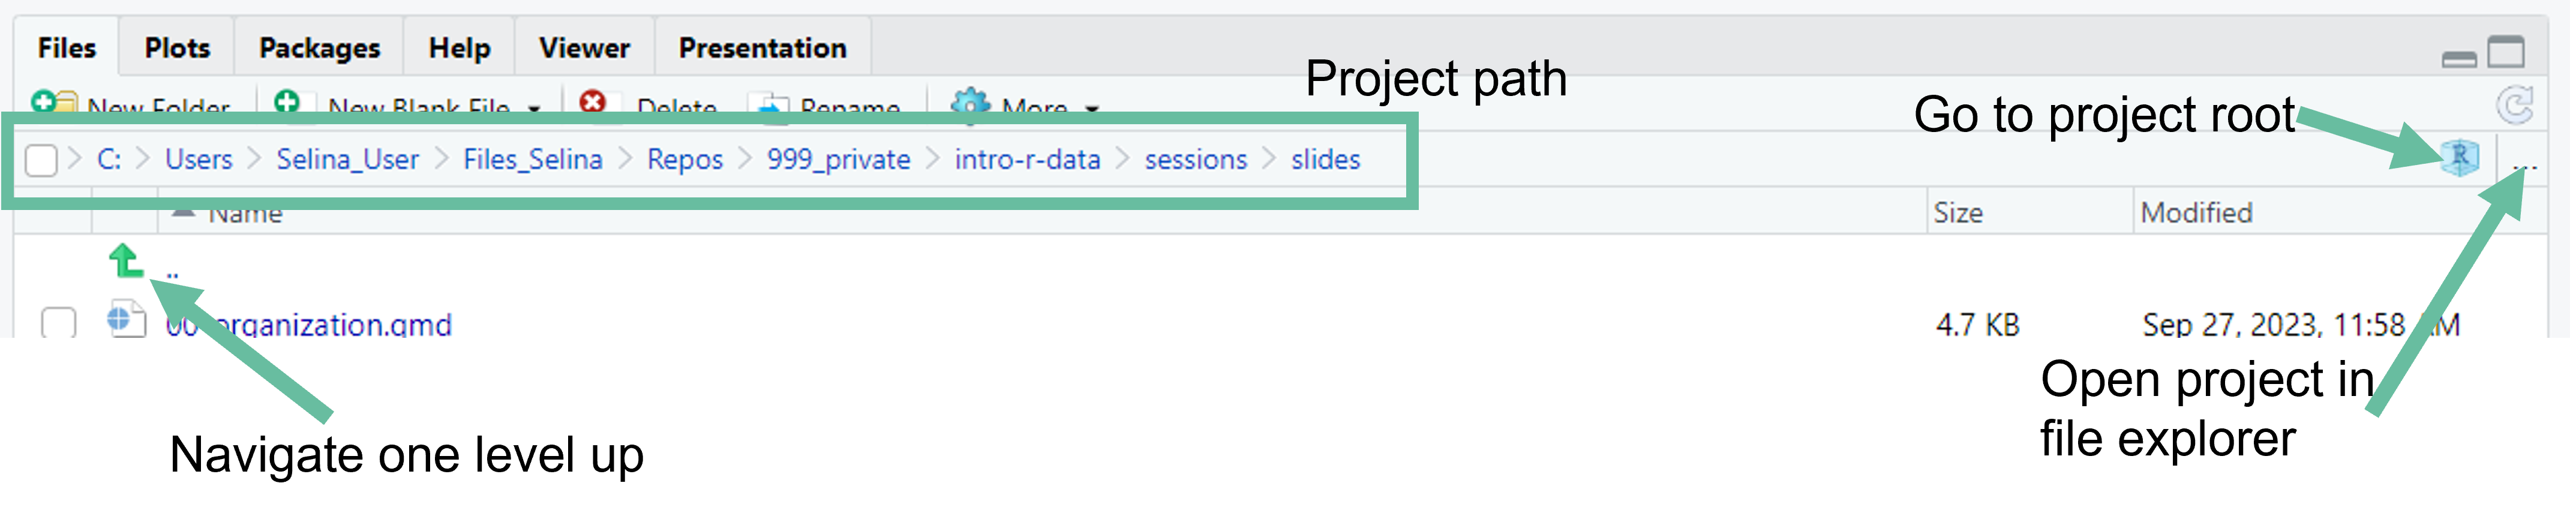 Files Plots Packages Help Viewer Presentation
Project path
New Folder New Blank File Delete Rename More
Go to project root
C: > Users > Selina_User > Files_Selina > Repos > 999_private > intro-r-data > sessions > slides
R ...
Name Size Modified
..
organization.qmd 4.7 KB Sep 27, 2023, 11:58 AM
Open project in
file explorer
Navigate one level up